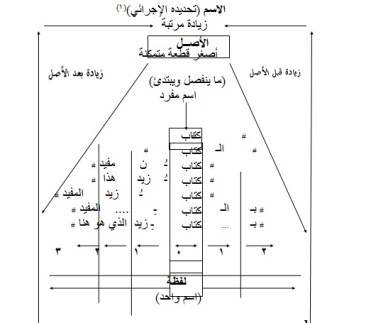 الاسم (تحديده الإجرائي)(١)
زيادة مرتبة
الأصل
أصغر قطعة متمكنة
زيادة قبل الأصل
زيادة بعد الأصل
(ما ينفصل ويبتدئ)
اسم مفرد
# كتاب #
# الـ كتاب #
# كتاب ـُ ن مفيد #
# كتاب ـُ زيد هذا #
# كتاب ـُ زيد المفيد #
# بـ الـ كتاب ـِ .... المفيد #
# بـ ... كتاب ـِ زيد الذي هو هنا #
٢ ١ ٠ ١ ٢ ٣
لفظة
(اسم واحد)